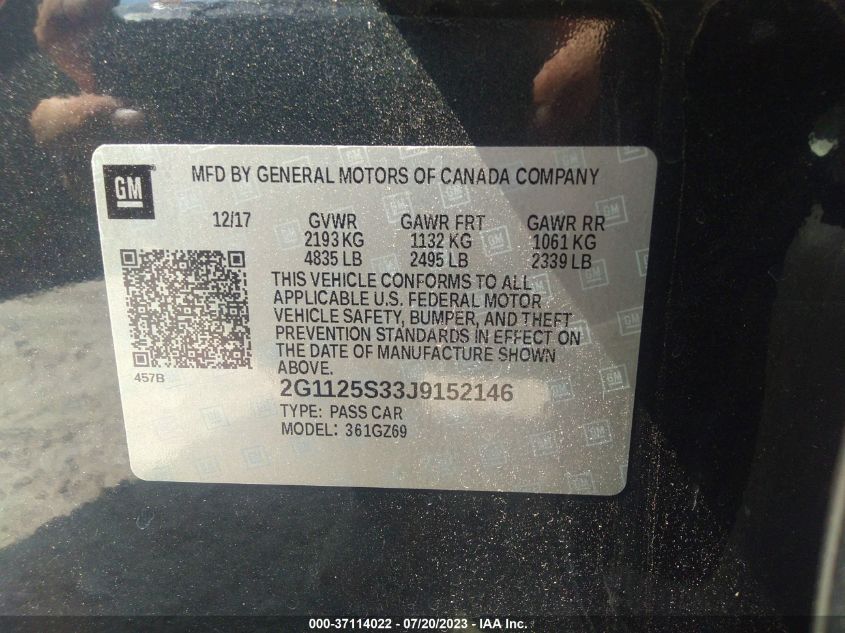 GM
MFD BY GENERAL MOTORS OF CANADA COMPANY
12/17 GVWR GAWR FRT GAWR RR
2193 KG 1132 KG 1061 KG
4835 LB 2495 LB 2339 LB
THIS VEHICLE CONFORMS TO ALL
APPLICABLE U.S. FEDERAL MOTOR
VEHICLE SAFETY, BUMPER, AND THEFT
PREVENTION STANDARDS IN EFFECT ON
THE DATE OF MANUFACTURE SHOWN
ABOVE.
457B
2G1125S33J9152146
TYPE: PASS CAR
MODEL: 361GZ69
000-37114022 / 07/20/2023 - IAA Inc.